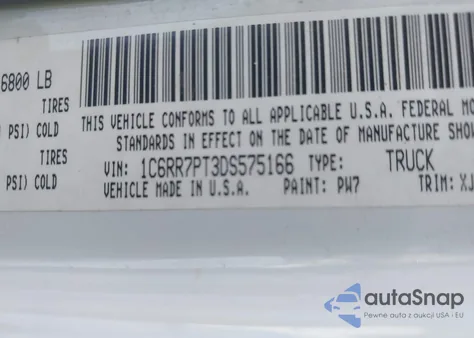 6800 LB
TIRES
PSI) COLD
THIS VEHICLE CONFORMS TO ALL APPLICABLE U.S.A. FEDERAL MO
TIRES
STANDARDS IN EFFECT ON THE DATE OF MANUFACTURE SHOW
PSI) COLD
VIN: 1C6RR7PT3DS575166 TYPE: TRUCK
VEHICLE MADE IN U.S.A. PAINT: PW7 TRIM: XJ
autoSnap
Pewne auta z aukcji USA i EU